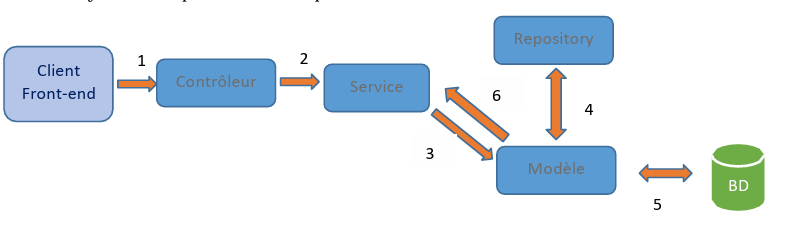 Client
Front-end
1
Contrôleur
2
Service
3
6
Repository
4
Modèle
5
BD